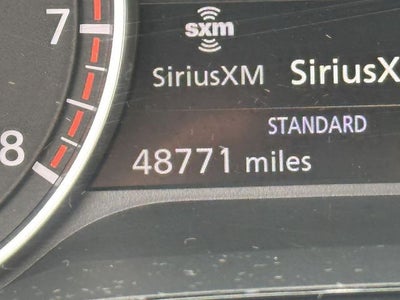 7
sxm
SiriusXM SiriusX
STANDARD
8
48771 miles